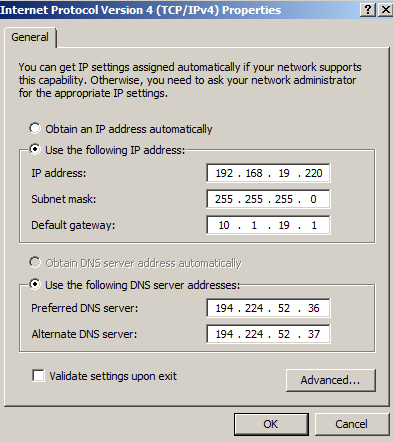 Internet Protocol Version 4 (TCP/IPv4) Properties
General
You can get IP settings assigned automatically if your network supports
this capability. Otherwise, you need to ask your network administrator
for the appropriate IP settings.
Obtain an IP address automatically
Use the following IP address:
IP address: 192 . 168 . 19 . 220
Subnet mask: 255 . 255 . 255 . 0
Default gateway: 10 . 1 . 19 . 1
Obtain DNS server address automatically
Use the following DNS server addresses:
Preferred DNS server: 194 . 224 . 52 . 36
Alternate DNS server: 194 . 224 . 52 . 37
Validate settings upon exit
Advanced...
OK Cancel